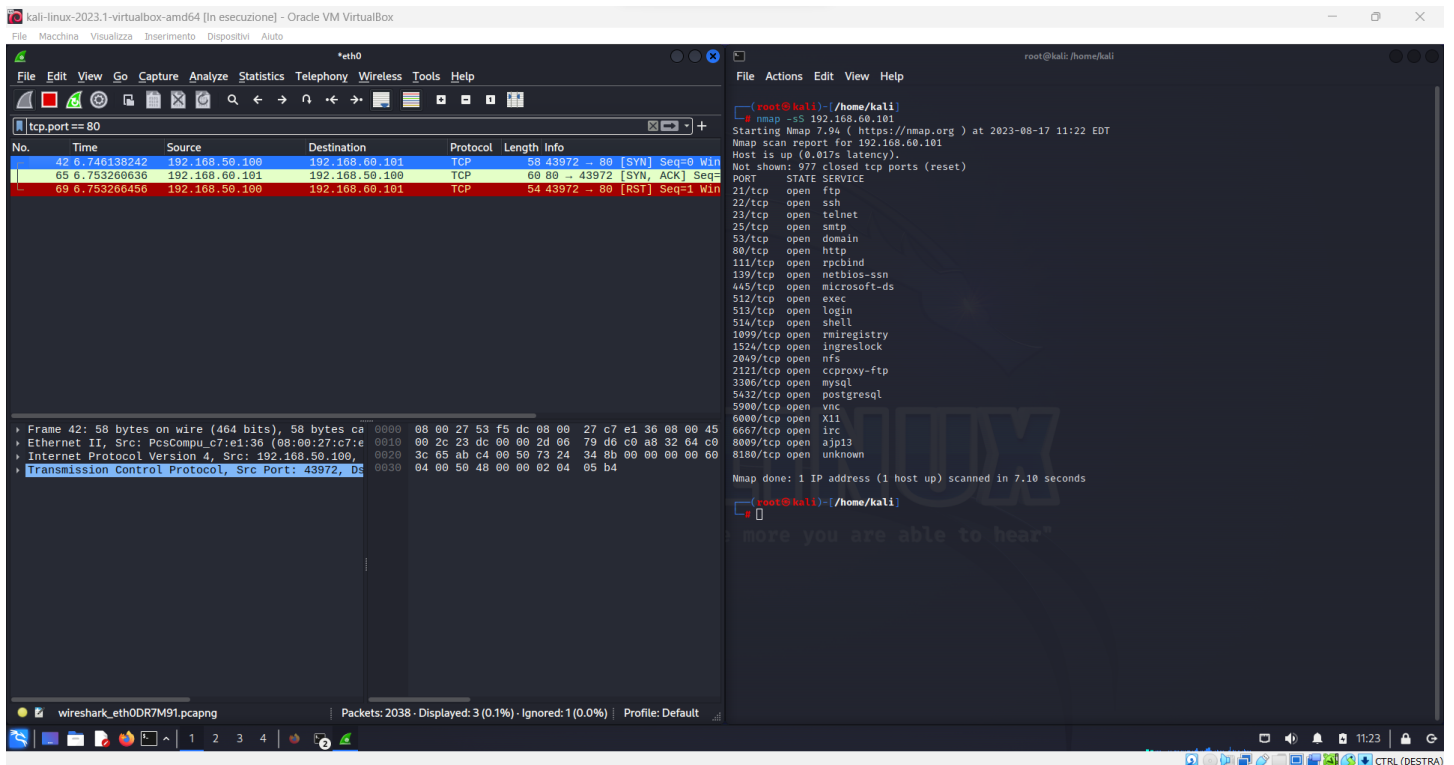 kali-linux-2023.1-virtualbox-amd64 [In esecuzione] - Oracle VM VirtualBox
File Macchina Visualizza Inserimento Dispositivi Aiuto
*eth0
File Edit View Go Capture Analyze Statistics Telephony Wireless Tools Help
tcp.port == 80
No. Time Source Destination Protocol Length Info
42 6.746138242 192.168.50.100 192.168.60.101 TCP 58 43972 → 80 [SYN] Seq=0 Win
65 6.753260636 192.168.60.101 192.168.50.100 TCP 60 80 → 43972 [SYN, ACK] Seq=
69 6.753266456 192.168.50.100 192.168.60.101 TCP 54 43972 → 80 [RST] Seq=1 Win
Frame 42: 58 bytes on wire (464 bits), 58 bytes ca
Ethernet II, Src: PcsCompu_c7:e1:36 (08:00:27:c7:e
Internet Protocol Version 4, Src: 192.168.50.100,
Transmission Control Protocol, Src Port: 43972, Ds
0000 08 00 27 53 f5 dc 08 00 27 c7 e1 36 08 00 45
0010 00 2c 23 dc 00 00 2d 06 79 d6 c0 a8 32 64 c0
0020 3c 65 ab c4 00 50 73 24 34 8b 00 00 00 00 60
0030 04 00 50 48 00 00 02 04 05 b4
wireshark_eth0DR7M91.pcapng
Packets: 2038 · Displayed: 3 (0.1%) · Ignored: 1 (0.0%)
Profile: Default
root@kali: /home/kali
File Actions Edit View Help
(root㉿kali)-[/home/kali]
# nmap -sS 192.168.60.101
Starting Nmap 7.94 ( https://nmap.org ) at 2023-08-17 11:22 EDT
Nmap scan report for 192.168.60.101
Host is up (0.017s latency).
Not shown: 977 closed tcp ports (reset)
PORT STATE SERVICE
21/tcp open ftp
22/tcp open ssh
23/tcp open telnet
25/tcp open smtp
53/tcp open domain
80/tcp open http
111/tcp open rpcbind
139/tcp open netbios-ssn
445/tcp open microsoft-ds
512/tcp open exec
513/tcp open login
514/tcp open shell
1099/tcp open rmiregistry
1524/tcp open ingreslock
2049/tcp open nfs
2121/tcp open ccproxy-ftp
3306/tcp open mysql
5432/tcp open postgresql
5900/tcp open vnc
6000/tcp open X11
6667/tcp open irc
8009/tcp open ajp13
8180/tcp open unknown
Nmap done: 1 IP address (1 host up) scanned in 7.10 seconds
(root㉿kali)-[/home/kali]
#
LINUX
more you are able to hear"
1 2 3 4
2
11:23
CTRL (DESTRA)